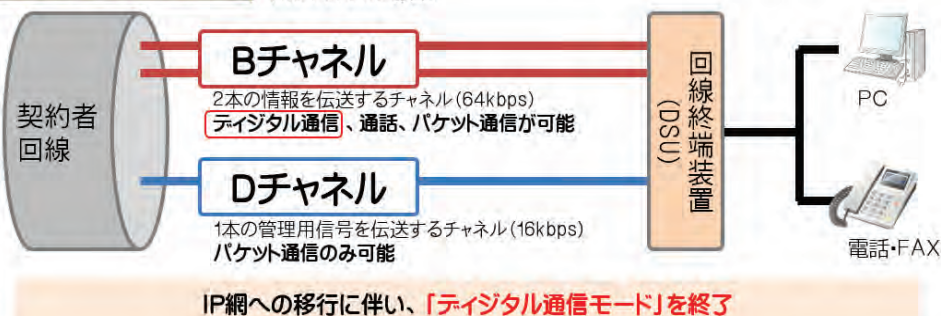 契約者
回線
Bチャネル
2本の情報を伝送するチャネル(64kbps)
ディジタル通信、通話、パケット通信が可能
Dチャネル
1本の管理用信号を伝送するチャネル(16kbps)
パケット通信のみ可能
回線終端装置
(DSU)
PC
電話・FAX
IP網への移行に伴い、「ディジタル通信モード」を終了